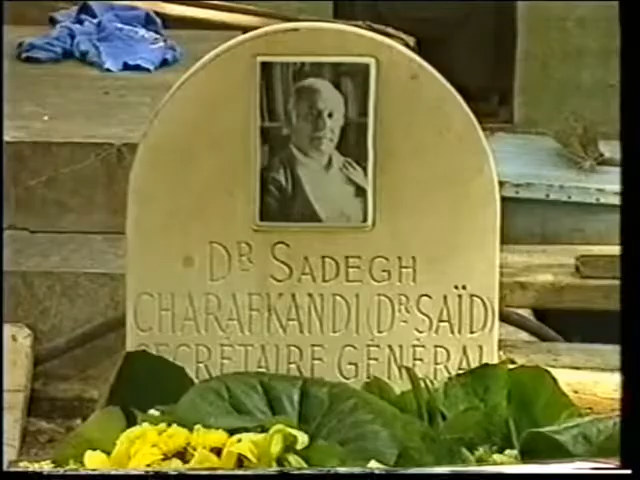 DR SADEGH
CHARAFKANDI (DR SAÏD)
SECRÉTAIRE GÉNÉRAL